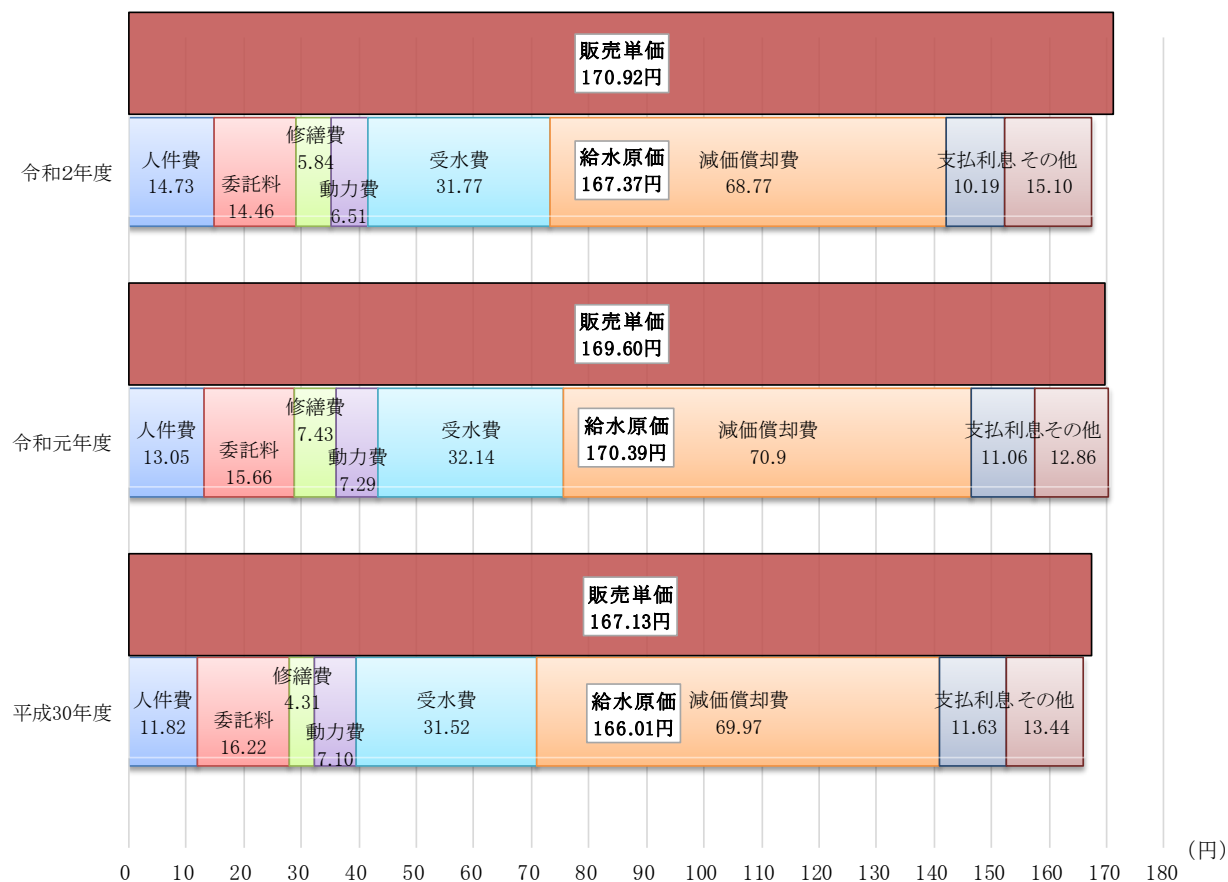 販売単価
170.92円
令和2年度
人件費
14.73
委託料
14.46
修繕費
5.84
動力費
6.51
受水費
31.77
給水原価
167.37円
減価償却費
68.77
支払利息
10.19
その他
15.10
販売単価
169.60円
令和元年度
人件費
13.05
委託料
15.66
修繕費
7.43
動力費
7.29
受水費
32.14
給水原価
170.39円
減価償却費
70.9
支払利息
11.06
その他
12.86
販売単価
167.13円
平成30年度
人件費
11.82
委託料
16.22
修繕費
4.31
動力費
7.10
受水費
31.52
給水原価
166.01円
減価償却費
69.97
支払利息
11.63
その他
13.44
0 10 20 30 40 50 60 70 80 90 100 110 120 130 140 150 160 170 180
(円)